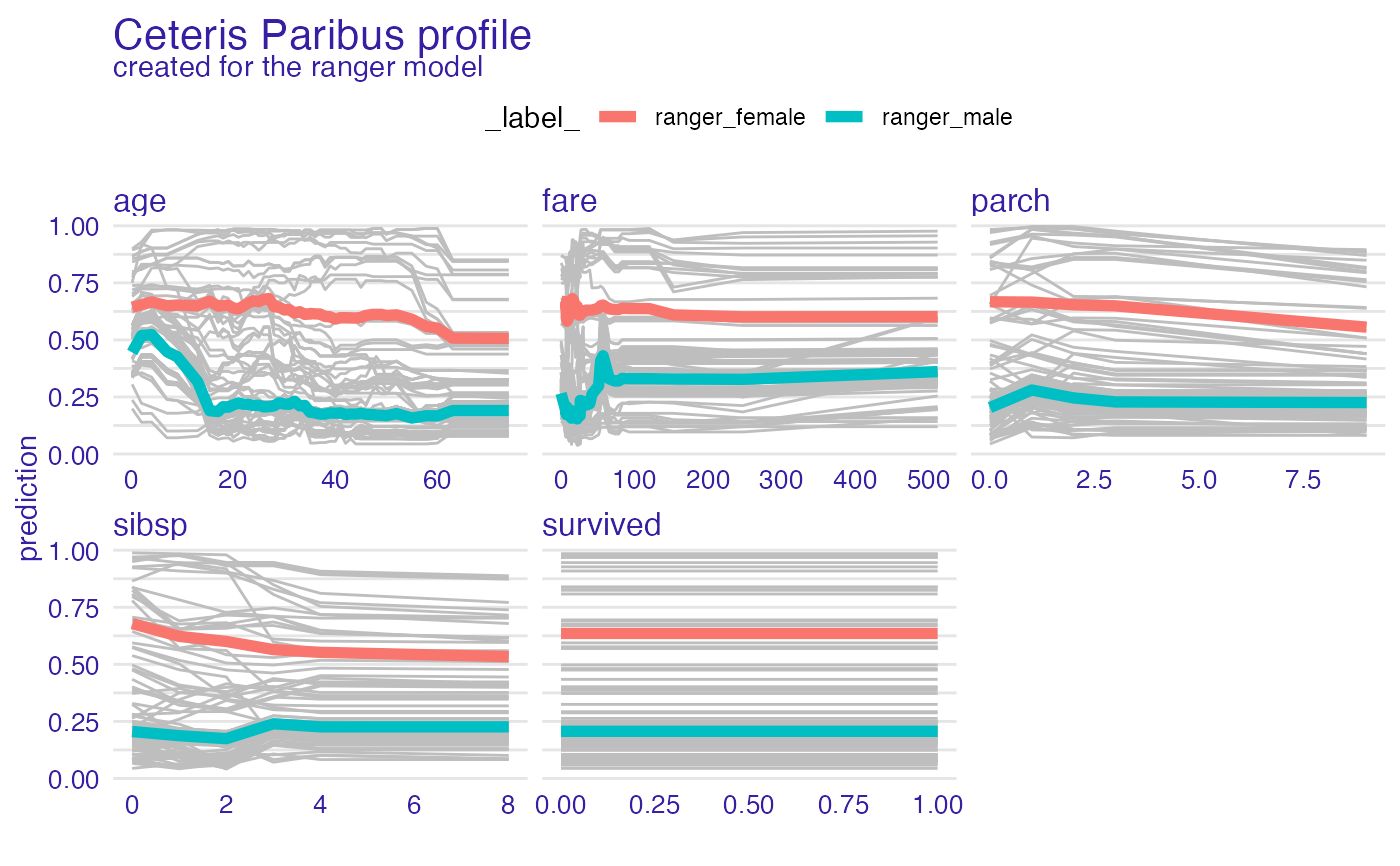 Ceteris Paribus profile
created for the ranger model
_label_ ranger_female ranger_male
age fare parch
1.00
0.75
0.50
0.25
0.00
0 20 40 60 0 100 200 300 400 500 0.0 2.5 5.0 7.5
prediction
sibsp survived
1.00
0.75
0.50
0.25
0.00
0 2 4 6 8 0.00 0.25 0.50 0.75 1.00